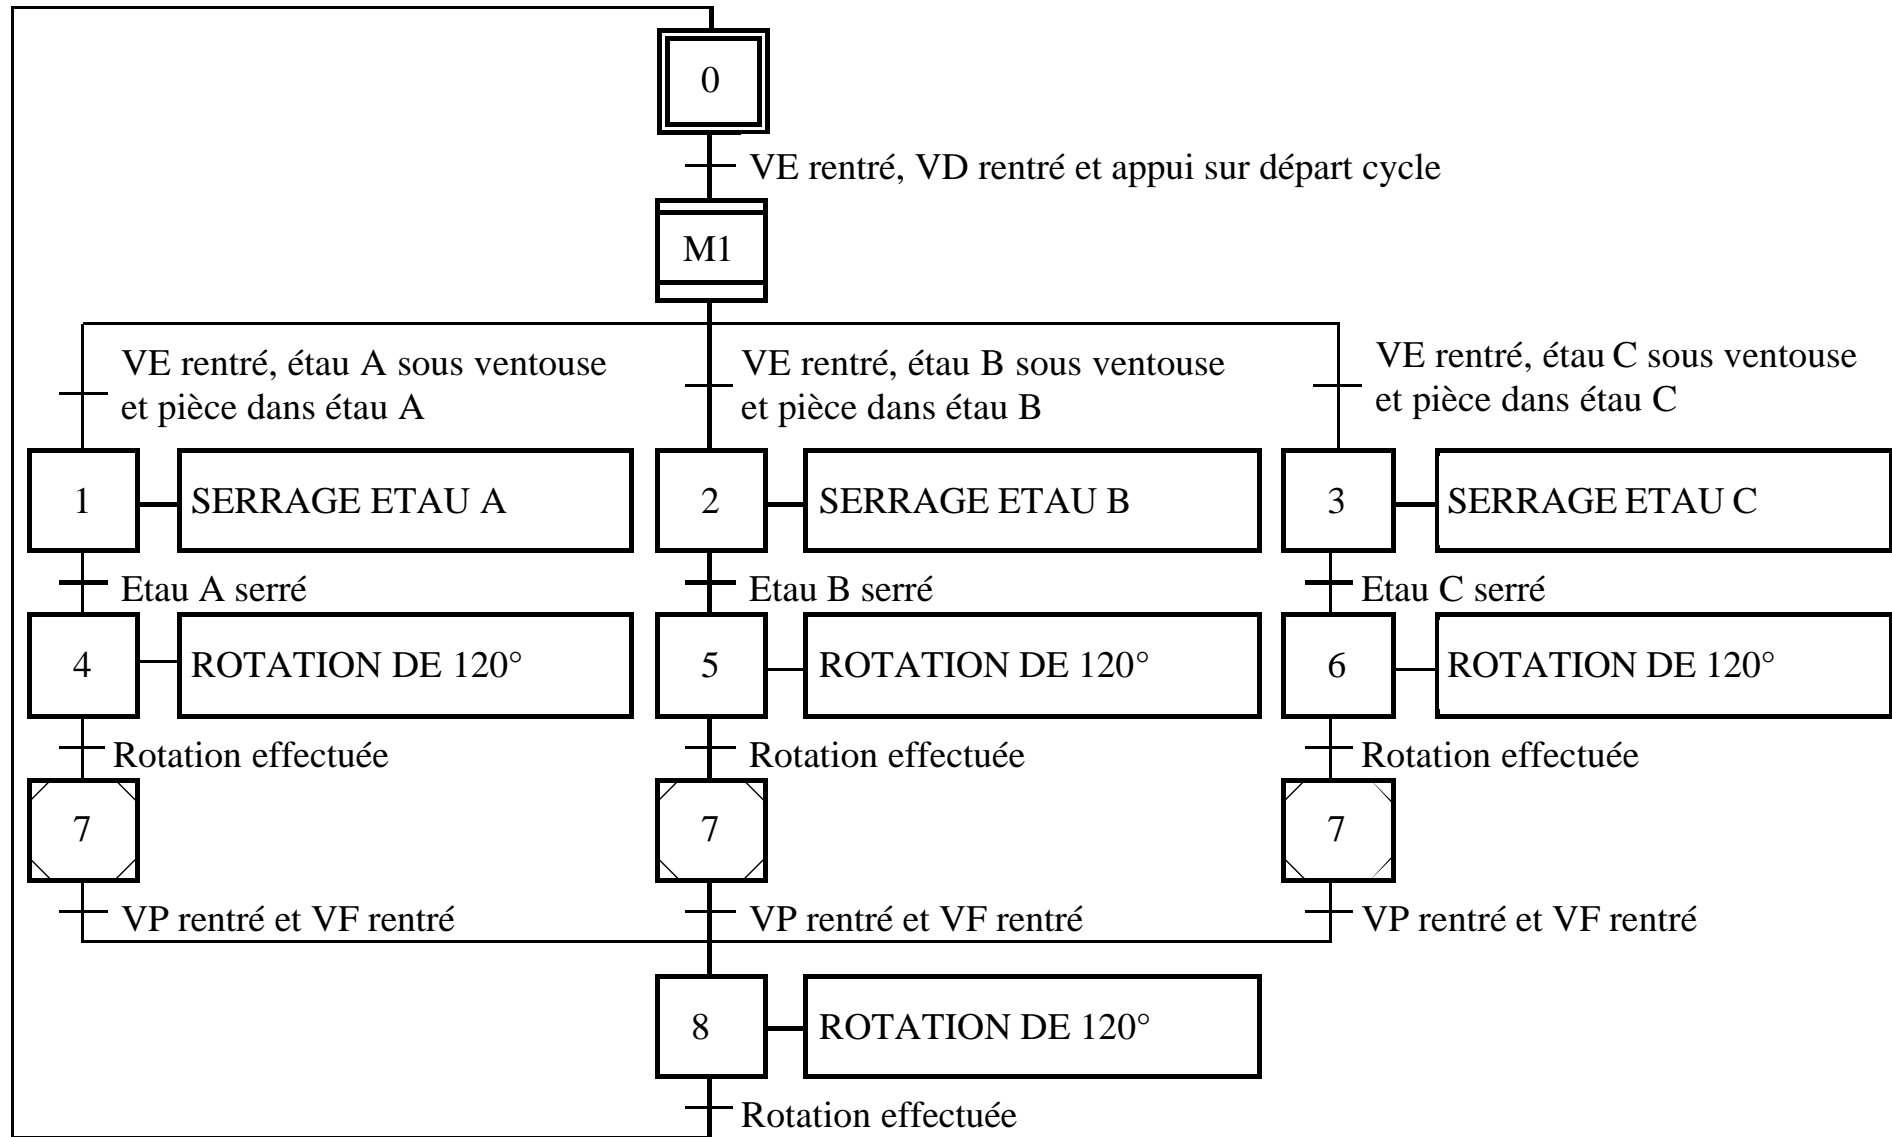 0
VE rentré, VD rentré et appui sur départ cycle
M1
VE rentré, étau A sous ventouse
et pièce dans étau A
VE rentré, étau B sous ventouse
et pièce dans étau B
VE rentré, étau C sous ventouse
et pièce dans étau C
1
SERRAGE ETAU A
2
SERRAGE ETAU B
3
SERRAGE ETAU C
Etau A serré
Etau B serré
Etau C serré
4
ROTATION DE 120°
5
ROTATION DE 120°
6
ROTATION DE 120°
Rotation effectuée
Rotation effectuée
Rotation effectuée
7
7
7
VP rentré et VF rentré
VP rentré et VF rentré
VP rentré et VF rentré
8
ROTATION DE 120°
Rotation effectuée